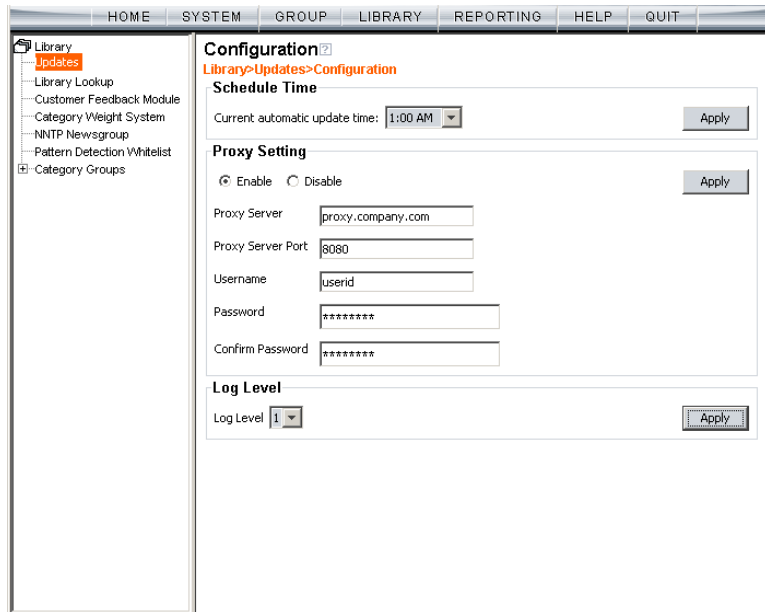 HOME SYSTEM GROUP LIBRARY REPORTING HELP QUIT
Library
Updates
Library Lookup
Customer Feedback Module
Category Weight System
NNTP Newsgroup
Pattern Detection Whitelist
Category Groups
Configuration
Library>Updates>Configuration
Schedule Time
Current automatic update time: 1:00 AM Apply
Proxy Setting
Enable Disable Apply
Proxy Server proxy.company.com
Proxy Server Port 8080
Username userid
Password ********
Confirm Password ********
Log Level
Log Level 1 Apply